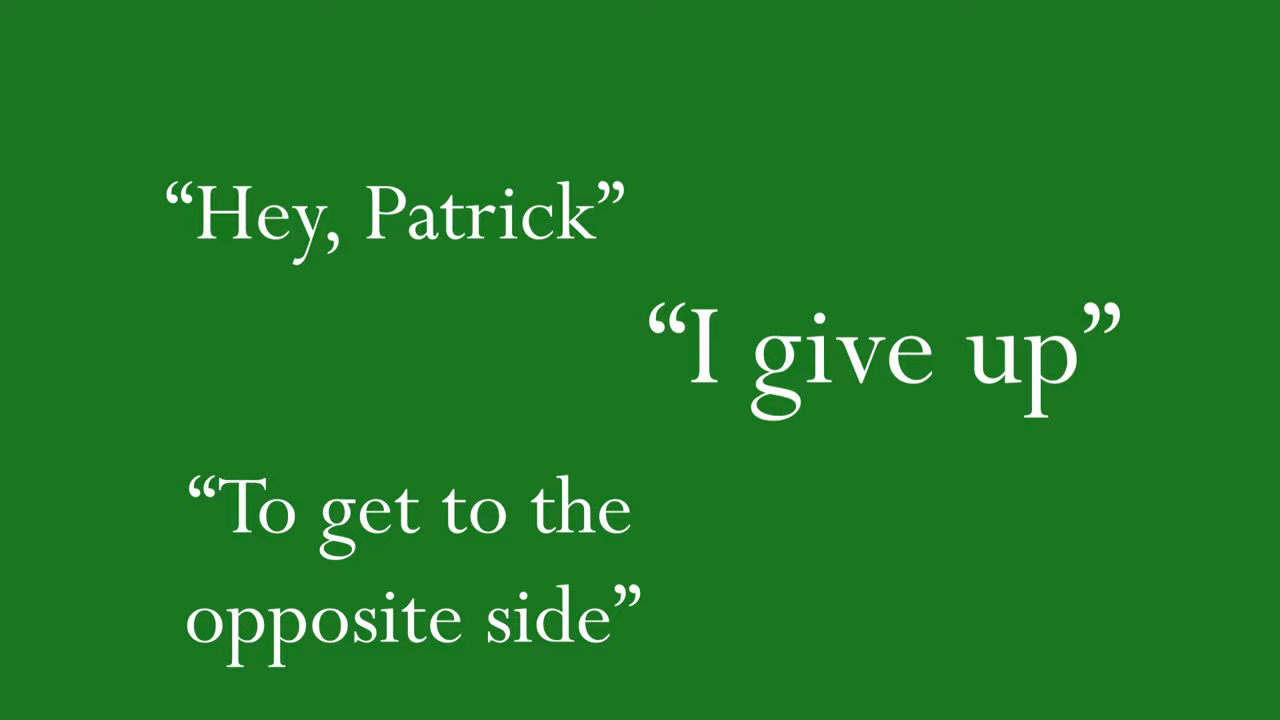 “Hey, Patrick”
“I give up”
“To get to the
opposite side”